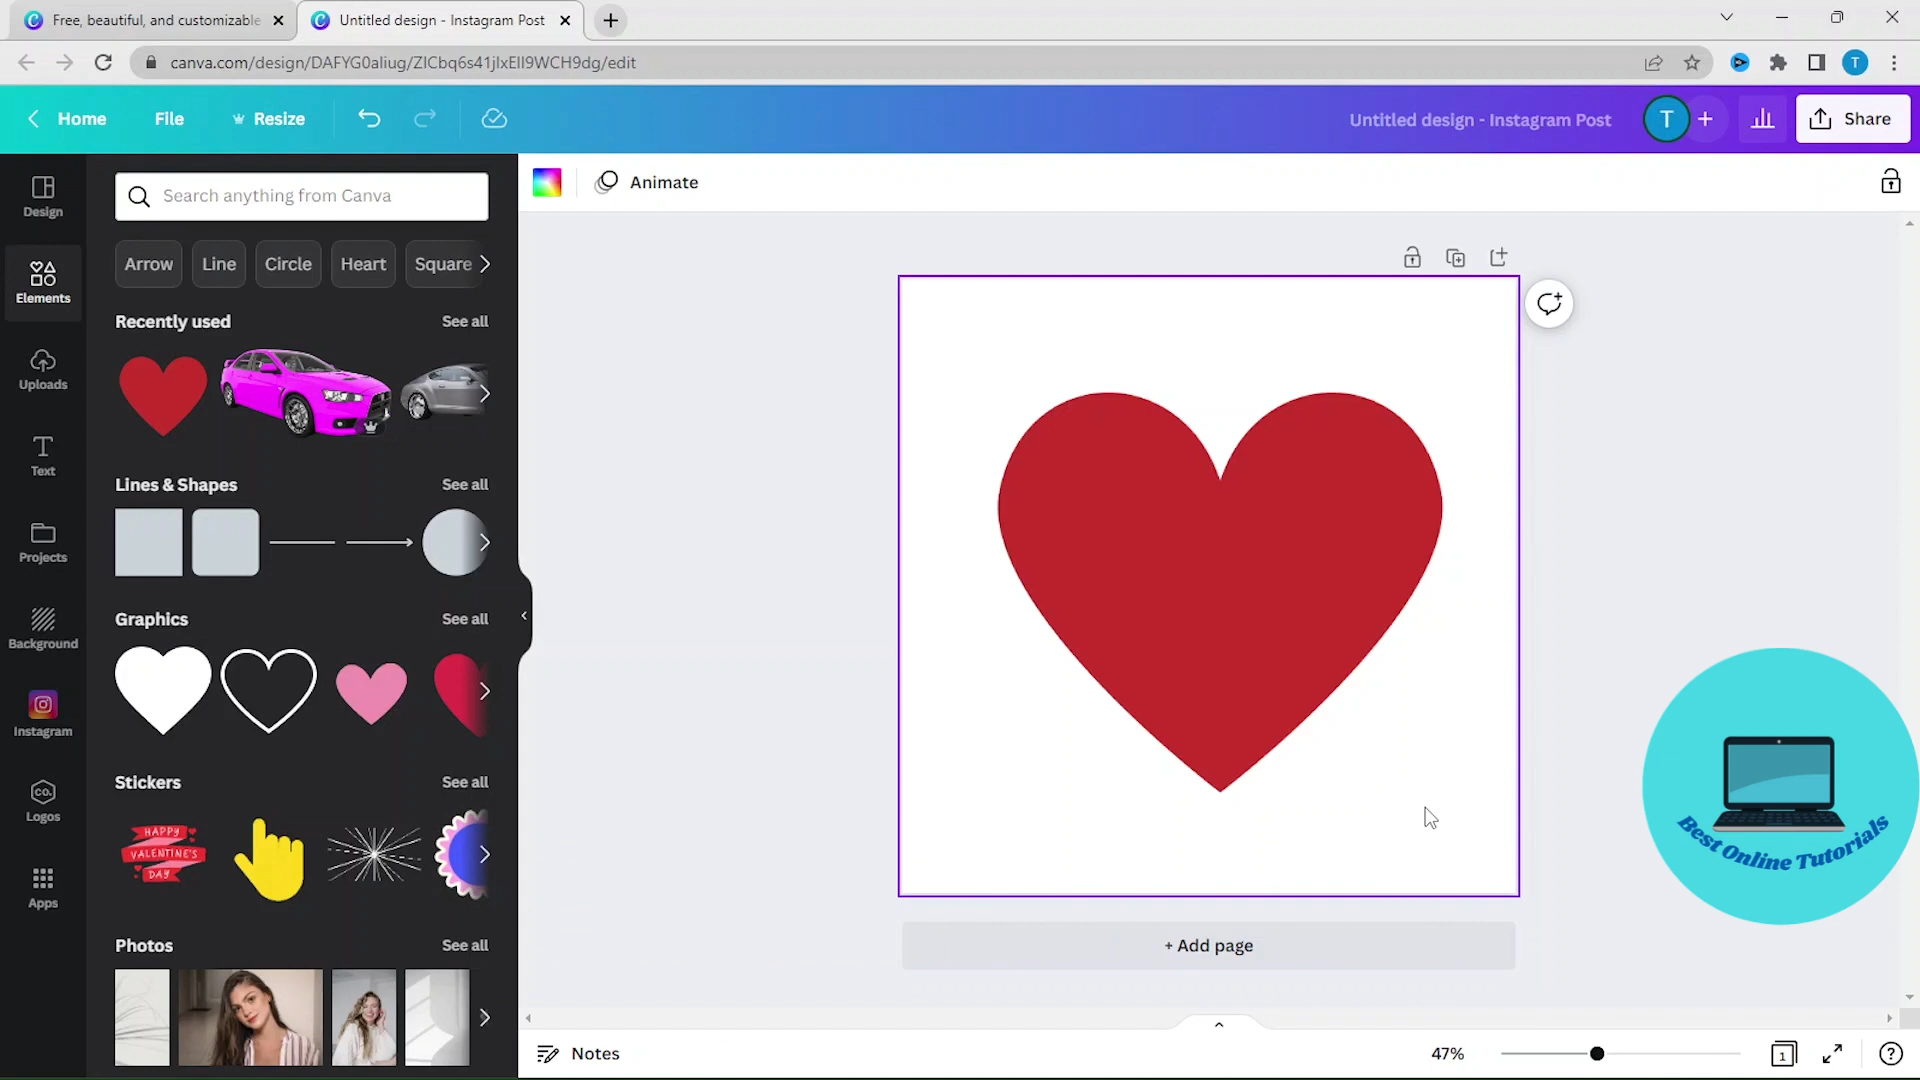 Free, beautiful, and customizable
Untitled design - Instagram Post
canva.com/design/DAFYG0aliug/ZlCbq6s41jlxEll9WCH9dg/edit
T
Home
File
Resize
Untitled design - Instagram Post
T
+
Share
Design
Elements
Uploads
Text
Projects
Background
Instagram
CO.
Logos
Apps
Search anything from Canva
Arrow
Line
Circle
Heart
Square
Recently used
See all
Lines & Shapes
See all
Graphics
See all
Stickers
See all
HAPPY
VALENTINE'S
DAY
Photos
See all
Animate
+ Add page
Best Online Tutorials
Notes
47%
1
?